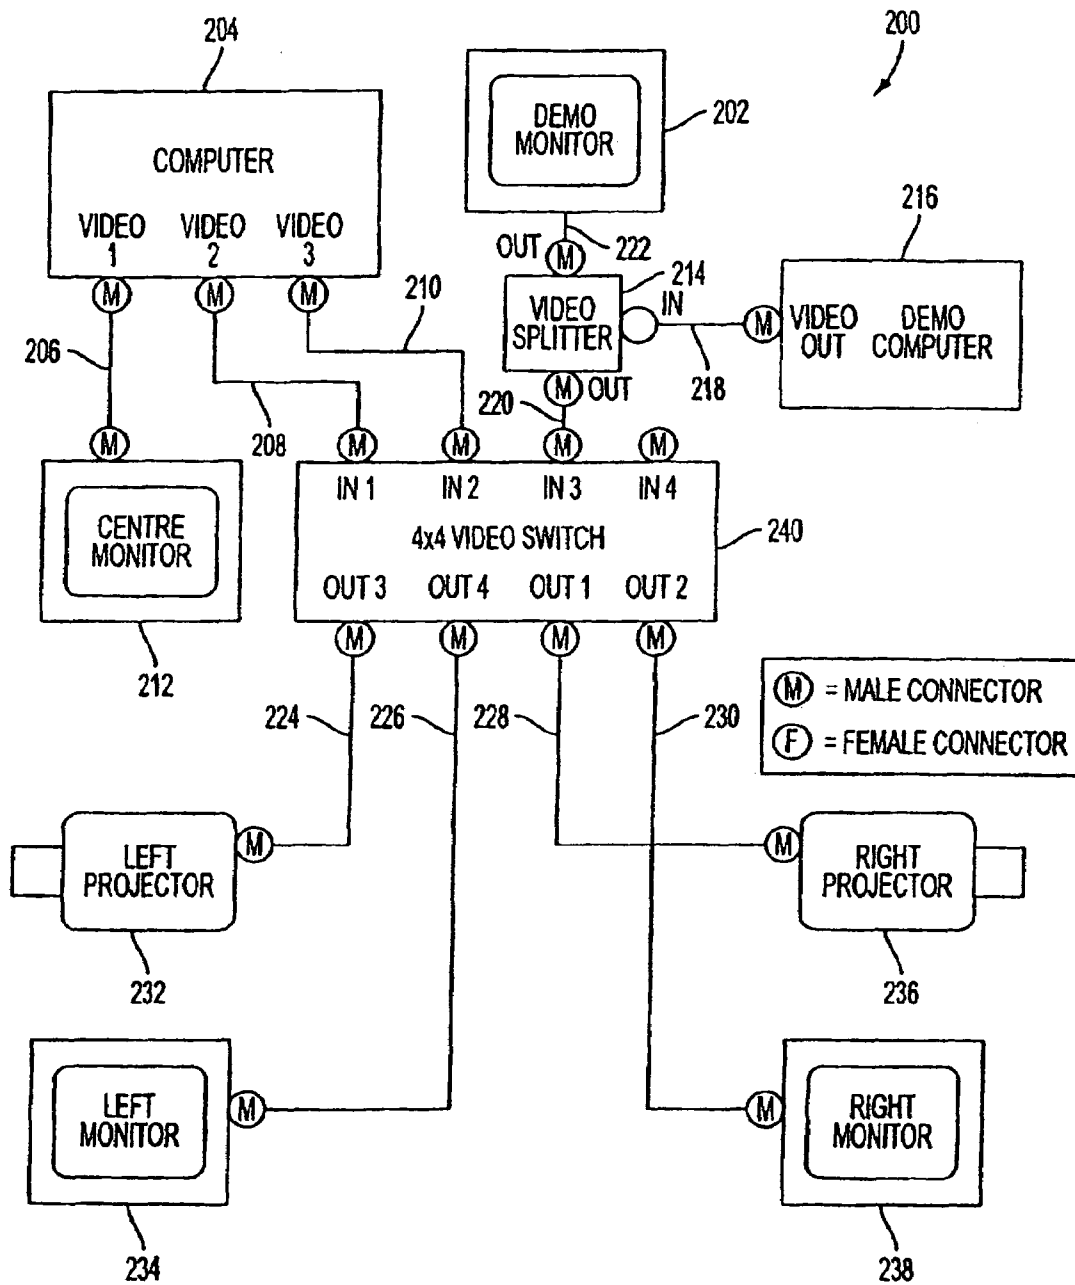 200
204
DEMO
MONITOR
202
COMPUTER
VIDEO
1
VIDEO
2
VIDEO
3
216
OUT
222
M
214
M
M
M
210
VIDEO
SPLITTER
IN
M
VIDEO
OUT
DEMO
COMPUTER
206
218
M
OUT
220
208
M
M
M
M
M
IN 1
IN 2
IN 3
IN 4
CENTRE
MONITOR
4x4 VIDEO SWITCH
240
OUT 3
OUT 4
OUT 1
OUT 2
M
M
M
M
212
M = MALE CONNECTOR
F = FEMALE CONNECTOR
224
226
228
230
LEFT
PROJECTOR
M
M
RIGHT
PROJECTOR
232
236
LEFT
MONITOR
M
M
RIGHT
MONITOR
234
238